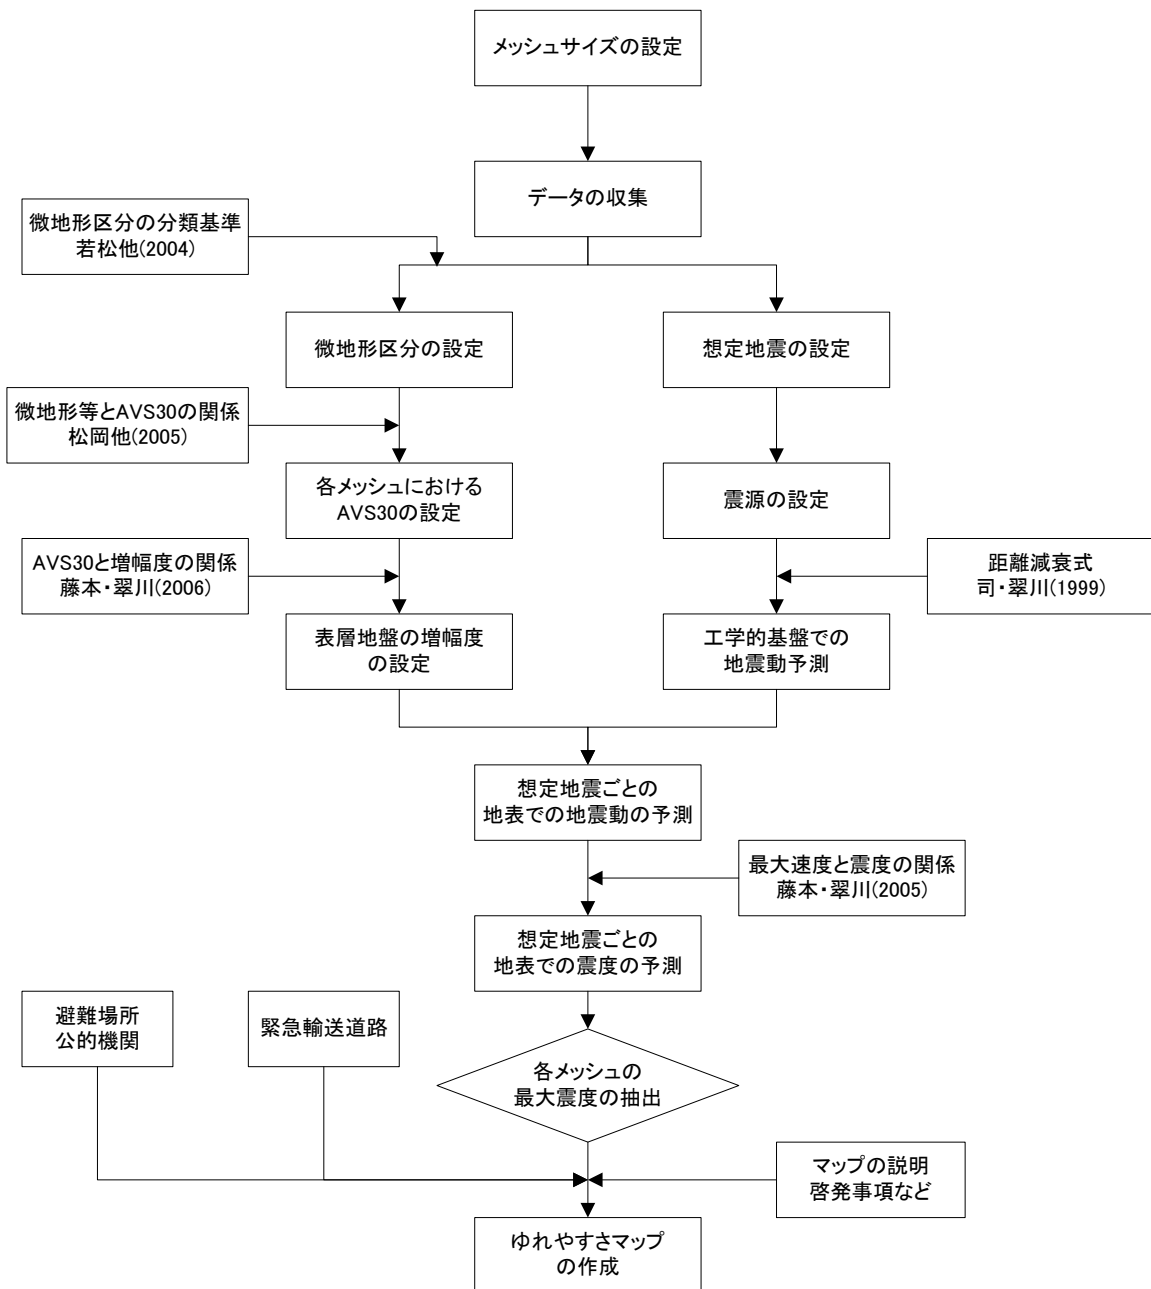 メッシュサイズの設定
データの収集
微地形区分の分類基準
若松他(2004)
微地形区分の設定
想定地震の設定
微地形等とAVS30の関係
松岡他(2005)
各メッシュにおける
AVS30の設定
震源の設定
AVS30と増幅度の関係
藤本・翠川(2006)
距離減衰式
司・翠川(1999)
表層地盤の増幅度
の設定
工学的基盤での
地震動予測
想定地震ごとの
地表での地震動の予測
最大速度と震度の関係
藤本・翠川(2005)
想定地震ごとの
地表での震度の予測
避難場所
公的機関
緊急輸送道路
各メッシュの
最大震度の抽出
マップの説明
啓発事項など
ゆれやすさマップ
の作成